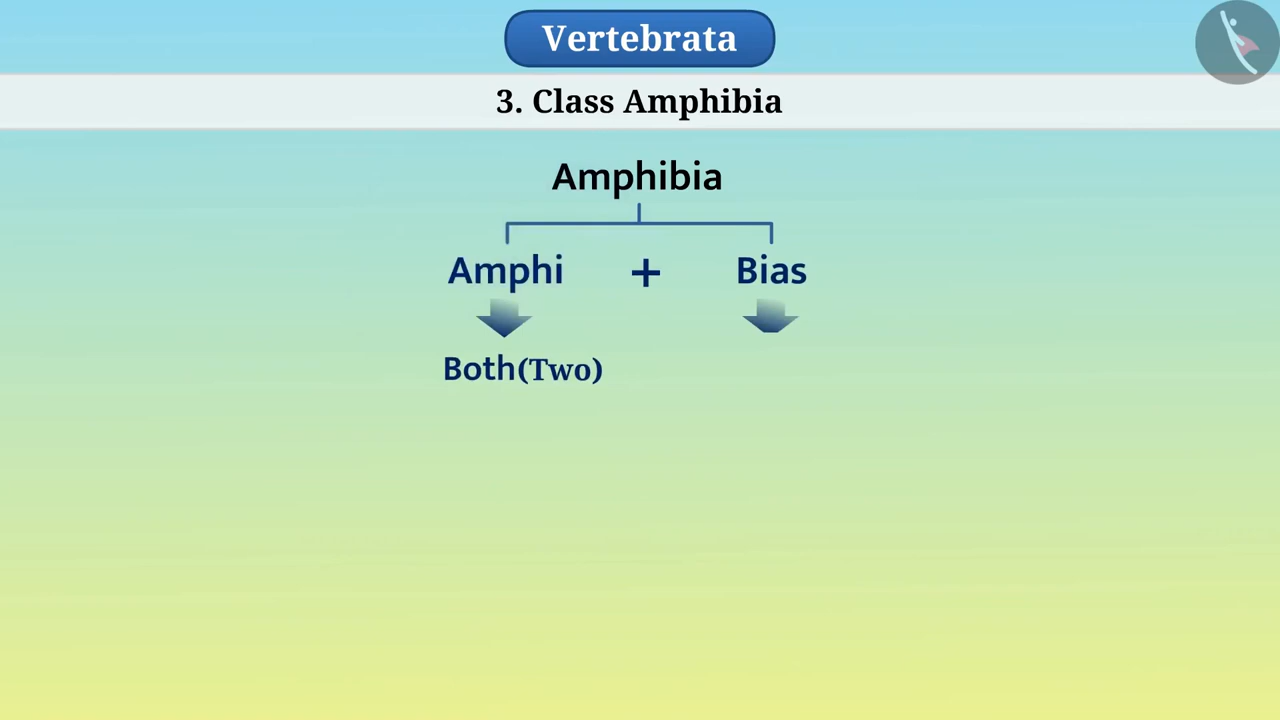 Vertebrata
3. Class Amphibia
Amphibia
Amphi + Bias
Both(Two)